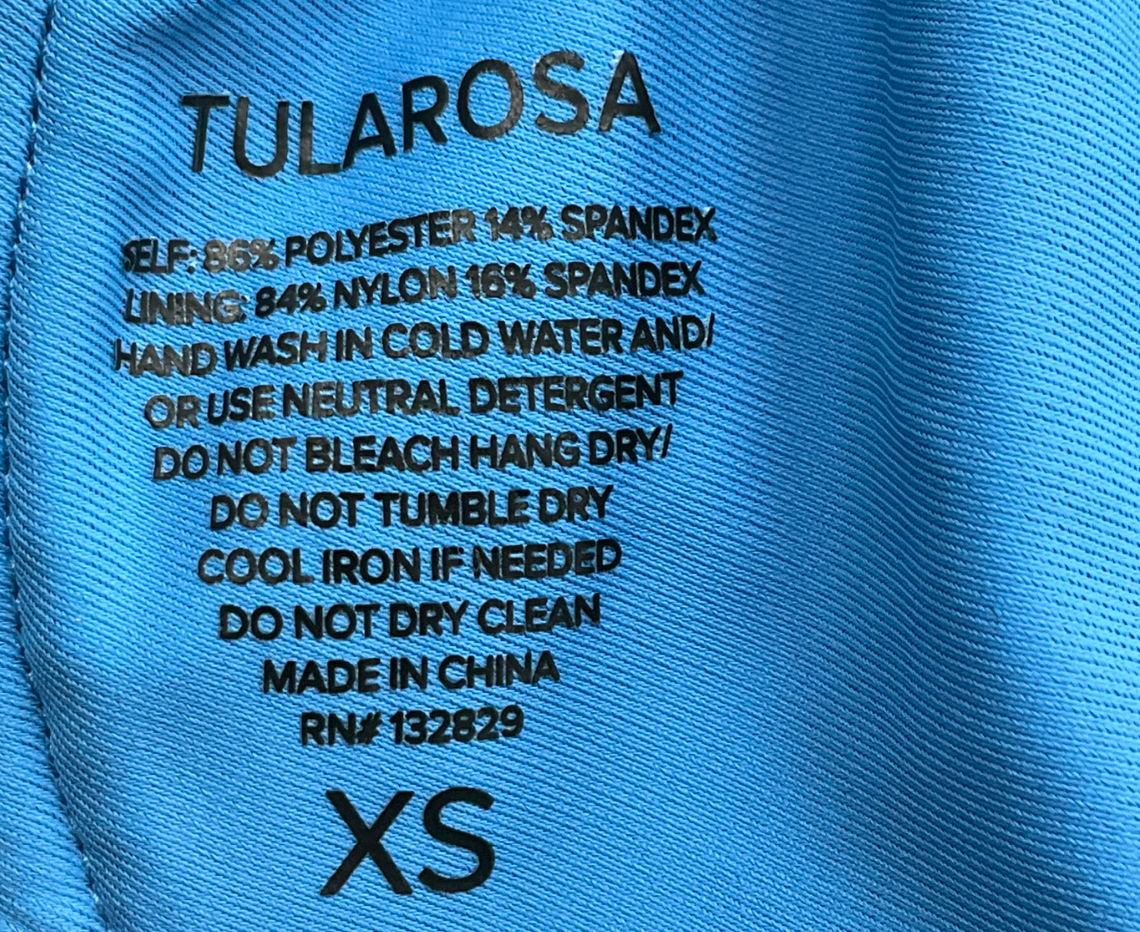 TULAROSA
SELF: 86% POLYESTER 14% SPANDEX
LINING: 84% NYLON 16% SPANDEX
HAND WASH IN COLD WATER AND/
OR USE NEUTRAL DETERGENT
DO NOT BLEACH HANG DRY/
DO NOT TUMBLE DRY
COOL IRON IF NEEDED
DO NOT DRY CLEAN
MADE IN CHINA
RN# 132829
XS